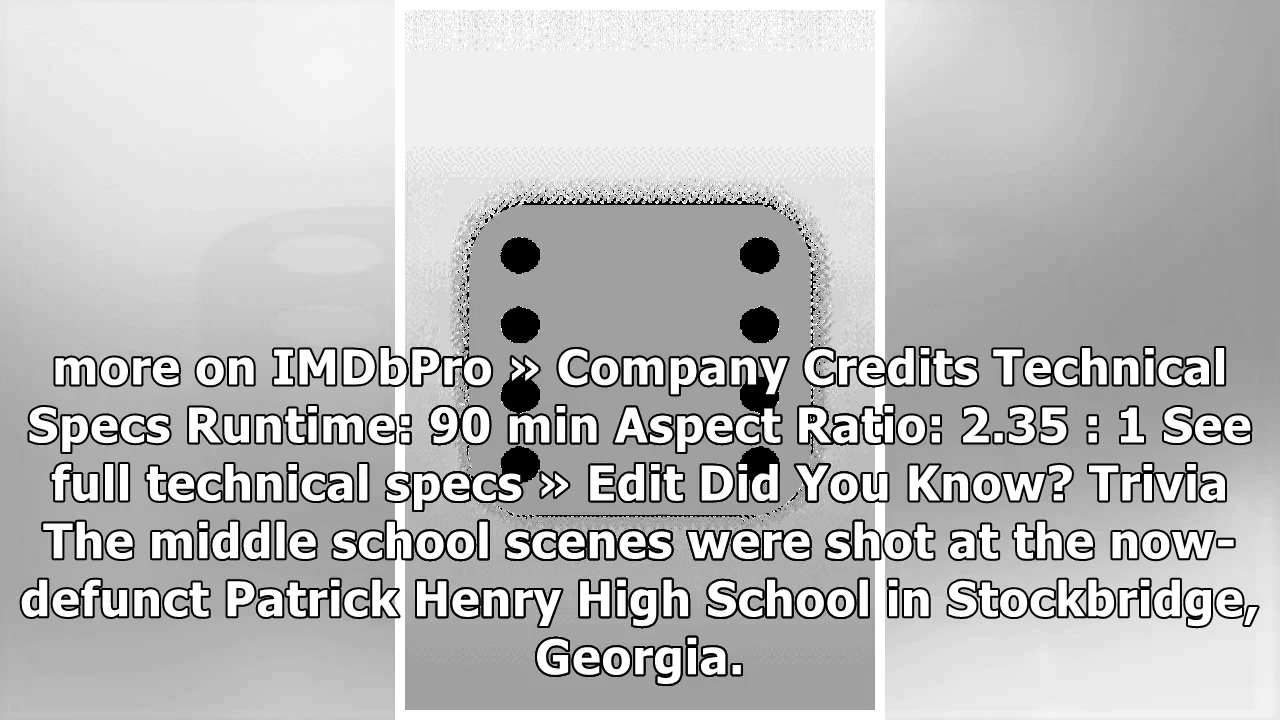 more on IMDbPro » Company Credits Technical
Specs Runtime: 90 min Aspect Ratio: 2.35 : 1 See
full technical specs » Edit Did You Know? Trivia
The middle school scenes were shot at the now-
defunct Patrick Henry High School in Stockbridge,
Georgia.